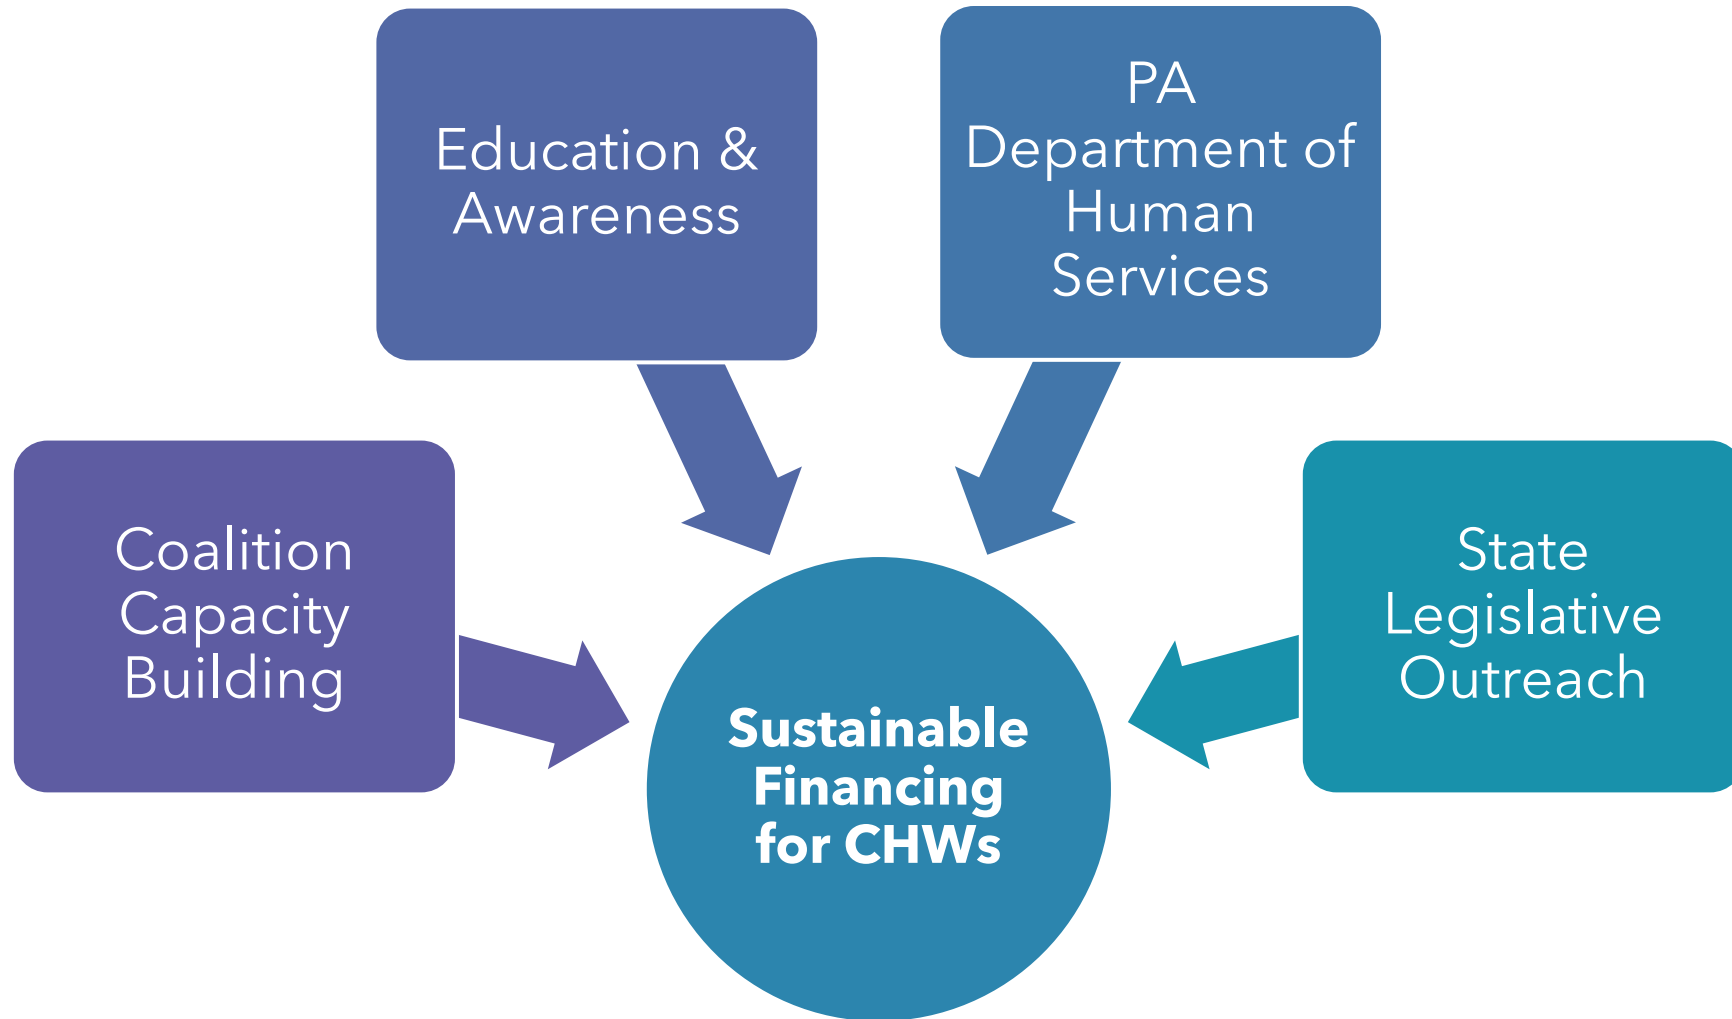 Education &
Awareness
PA
Department of
Human
Services
Coalition
Capacity
Building
State
Legislative
Outreach
Sustainable
Financing
for CHWs